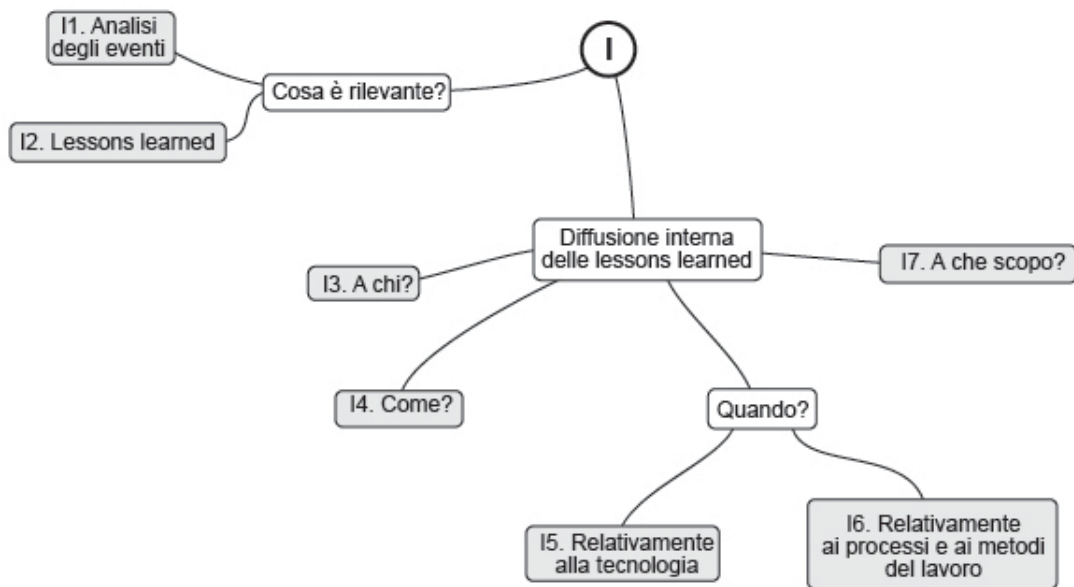 I
I1. Analisi
degli eventi
Cosa è rilevante?
I2. Lessons learned
Diffusione interna
delle lessons learned
I3. A chi?
I7. A che scopo?
I4. Come?
Quando?
I5. Relativamente
alla tecnologia
I6. Relativamente
ai processi e ai metodi
del lavoro